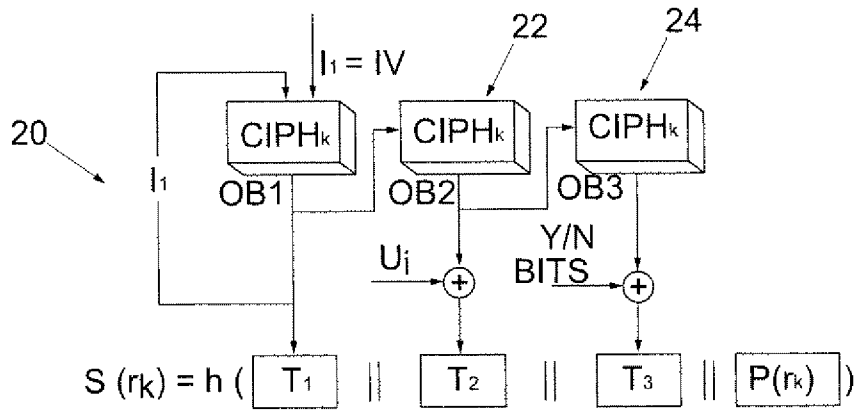 22
24
I₁ = IV
20
CIPHₖ
CIPHₖ
CIPHₖ
I₁
OB1
OB2
OB3
Uᵢ
+
Y/N
BITS
+
S (rₖ) = h ( T₁ || T₂ || T₃ || P(rₖ) )